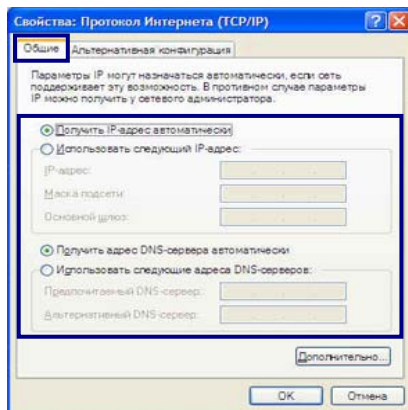 Свойства: Протокол Интернета (TCP/IP)
Общие Альтернативная конфигурация
Параметры IP могут назначаться автоматически, если сеть
поддерживает эту возможность. В противном случае параметры
IP можно получить у сетевого администратора.
Получить IP-адрес автоматически
Использовать следующий IP-адрес:
IP-адрес:
Маска подсети:
Основной шлюз:
Получить адрес DNS-сервера автоматически
Использовать следующие адреса DNS-серверов:
Предпочитаемый DNS-сервер:
Альтернативный DNS-сервер:
Дополнительно...
OK Отмена